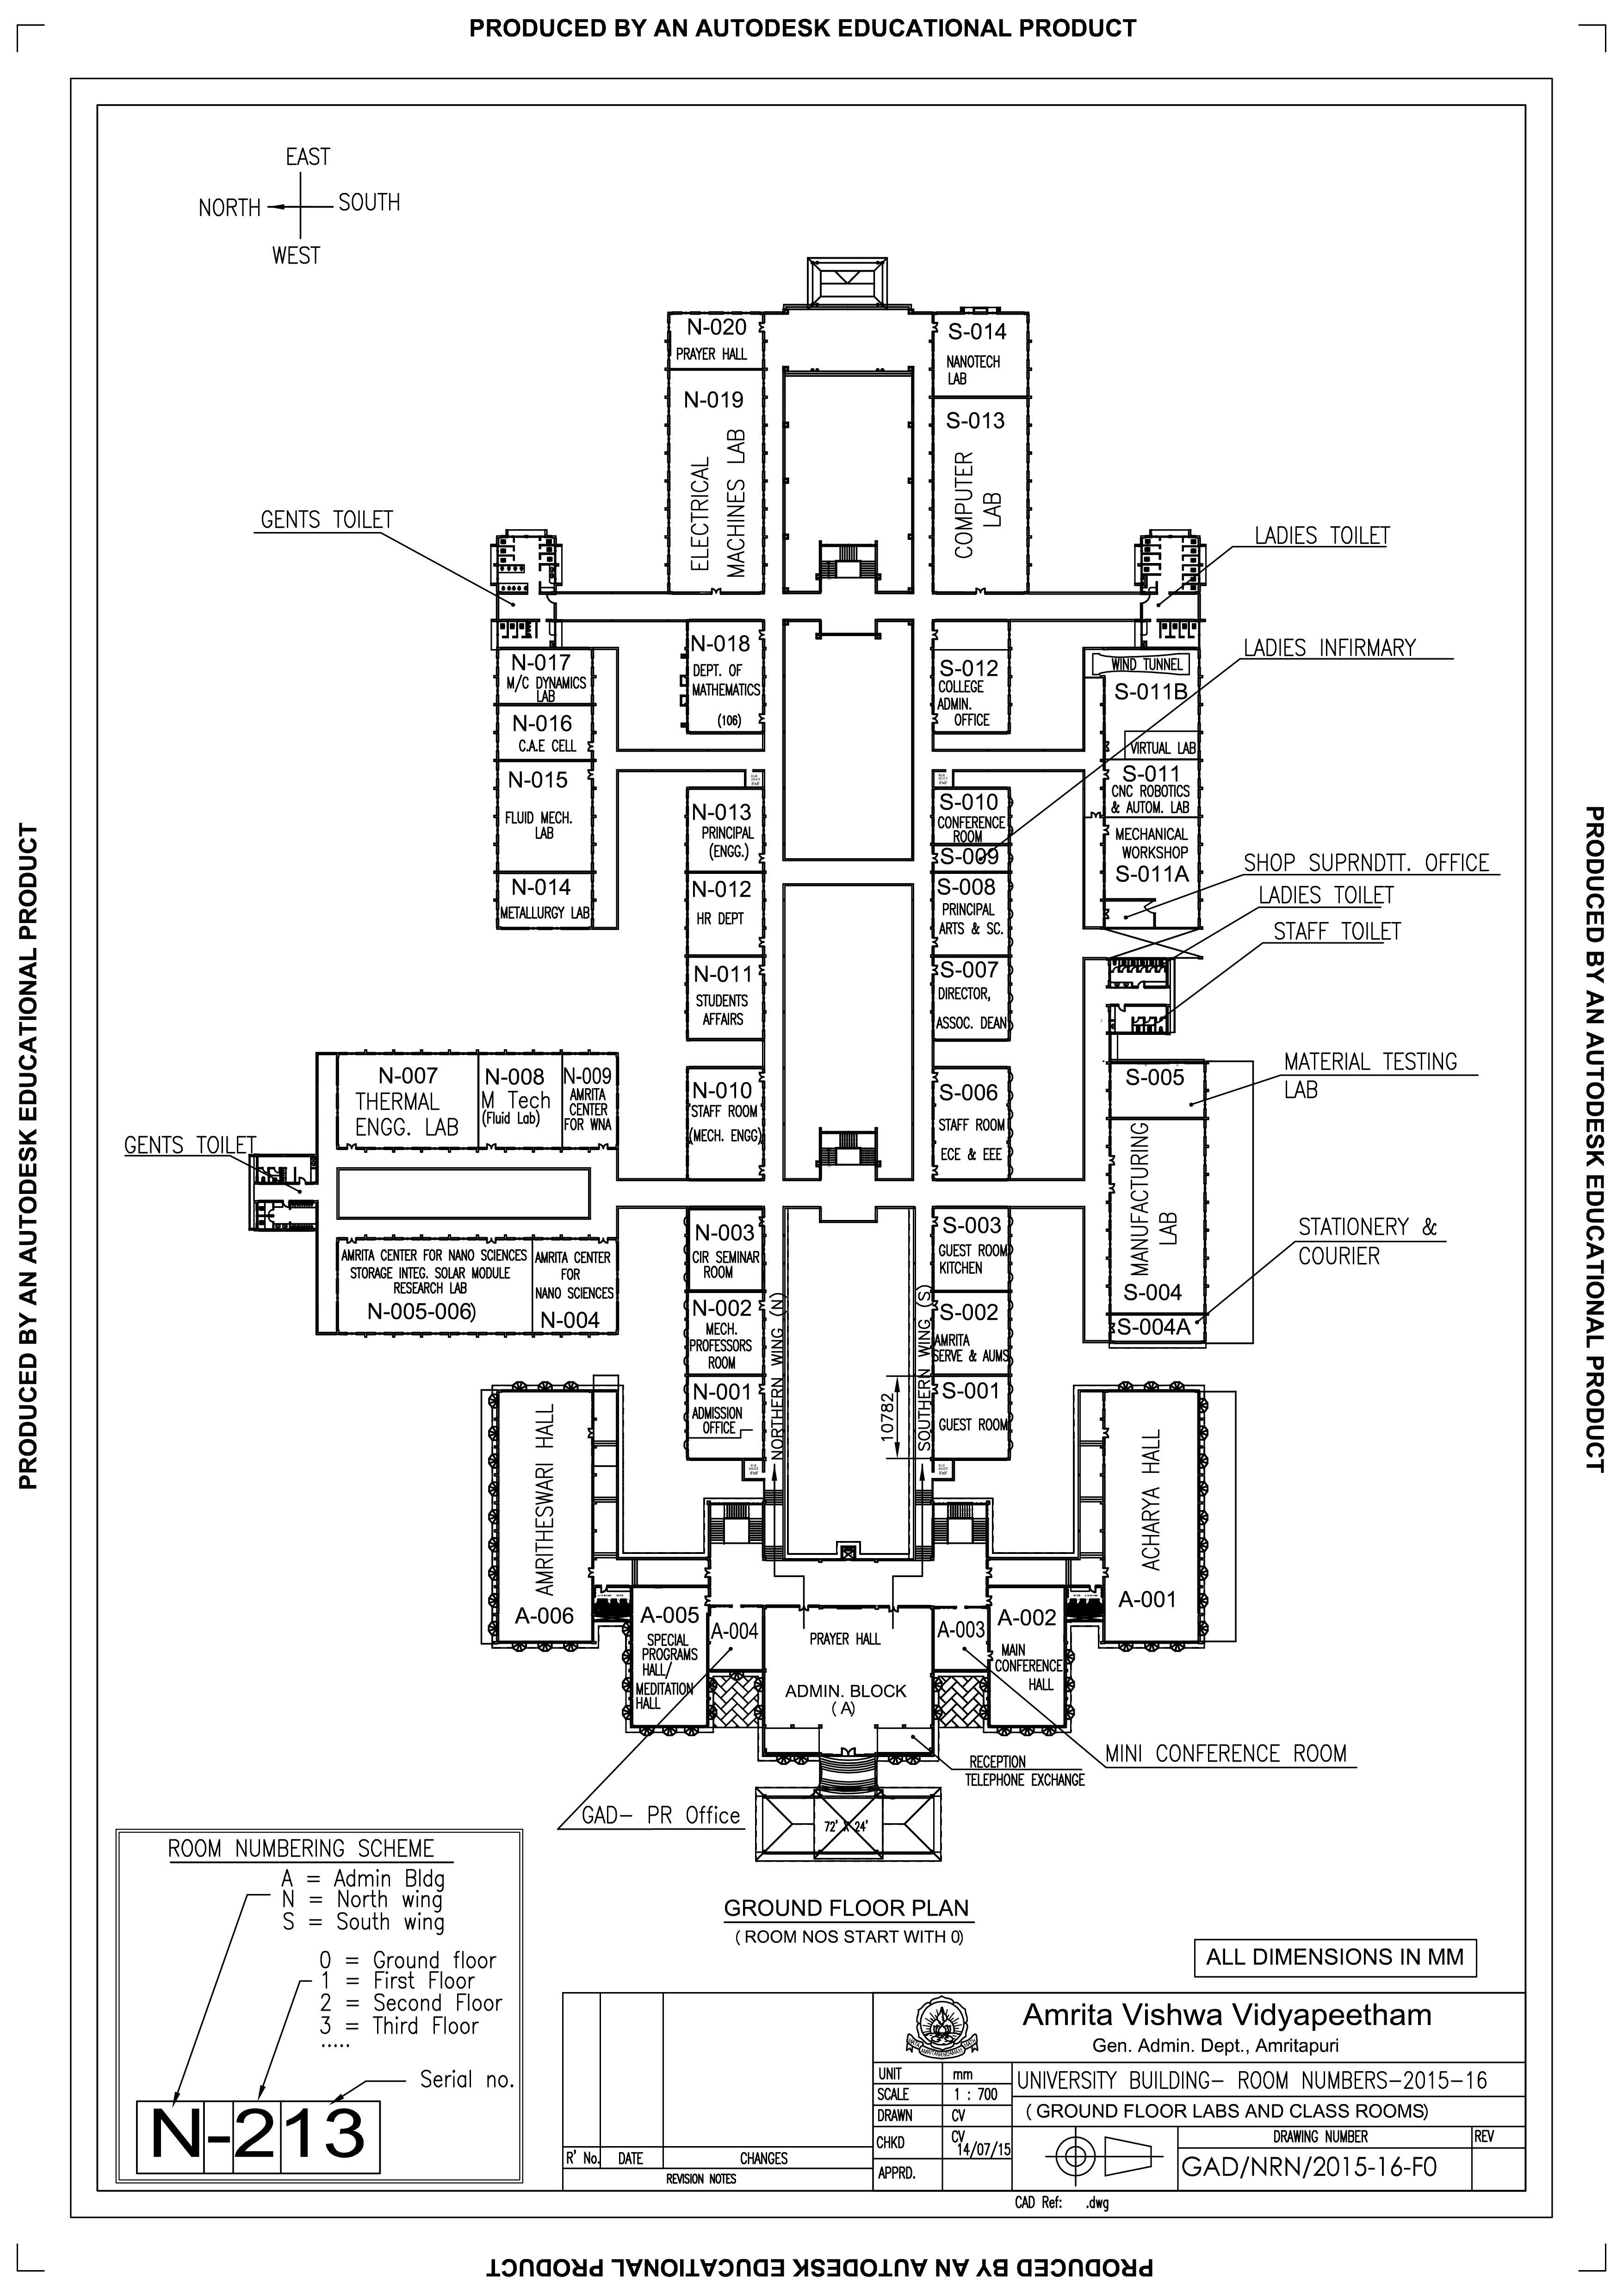 PRODUCED BY AN AUTODESK EDUCATIONAL PRODUCT
EAST
NORTH
SOUTH
WEST
N-020
PRAYER HALL
N-019
ELECTRICAL
MACHINES LAB
S-014
NANOTECH
LAB
S-013
COMPUTER
LAB
GENTS TOILET
LADIES TOILET
LADIES INFIRMARY
N-017
M/C DYNAMICS
LAB
N-016
C.A.E CELL
N-015
FLUID MECH.
LAB
N-014
METALLURGY LAB
N-018
DEPT. OF
MATHEMATICS
(106)
S-012
COLLEGE
ADMIN.
OFFICE
WIND TUNNEL
S-011B
VIRTUAL LAB
S-011
CNC ROBOTICS
& AUTOM. LAB
MECHANICAL
WORKSHOP
S-011A
N-013
PRINCIPAL
(ENGG.)
N-012
HR DEPT
N-011
STUDENTS
AFFAIRS
S-010
CONFERENCE
ROOM
S-009
S-008
PRINCIPAL
ARTS & SC.
S-007
DIRECTOR,
ASSOC. DEAN
SHOP SUPRNDTT. OFFICE
LADIES TOILET
STAFF TOILET
PRODUCED BY AN AUTODESK EDUCATIONAL PRODUCT
PRODUCED BY AN AUTODESK EDUCATIONAL PRODUCT
N-007
THERMAL
ENGG. LAB
N-008
M Tech
(Fluid Lab)
N-009
AMRITA
CENTER
FOR WNA
N-010
STAFF ROOM
(MECH. ENGG)
S-006
STAFF ROOM
ECE & EEE
S-005
MATERIAL TESTING
LAB
GENTS TOILET
MANUFACTURING
LAB
S-004
S-004A
STATIONERY &
COURIER
AMRITA CENTER FOR NANO SCIENCES
STORAGE INTEG. SOLAR MODULE
RESEARCH LAB
N-005-006)
AMRITA CENTER
FOR
NANO SCIENCES
N-004
N-003
CIR SEMINAR
ROOM
N-002
MECH.
PROFESSORS
ROOM
N-001
ADMISSION
OFFICE
NORTHERN WING (N)
SOUTHERN WING (S)
10782
S-003
GUEST ROOM
KITCHEN
S-002
AMRITA
SERVE & AUMS
S-001
GUEST ROOM
AMRITHESWARI HALL
A-006
ACHARYA HALL
A-001
A-005
SPECIAL
PROGRAMS
HALL/
MEDITATION
HALL
A-004
PRAYER HALL
ADMIN. BLOCK
( A)
A-003
A-002
MAIN
CONFERENCE
HALL
RECEPTION
TELEPHONE EXCHANGE
MINI CONFERENCE ROOM
GAD- PR Office
72' X 24'
GROUND FLOOR PLAN
( ROOM NOS START WITH 0)
ROOM NUMBERING SCHEME
A = Admin Bldg
N = North wing
S = South wing
0 = Ground floor
1 = First Floor
2 = Second Floor
3 = Third Floor
.....
Serial no.
N-213
ALL DIMENSIONS IN MM
Amrita Vishwa Vidyapeetham
Gen. Admin. Dept., Amritapuri
UNIT mm
SCALE 1 : 700
DRAWN CV
CHKD CV 14/07/15
APPRD.
UNIVERSITY BUILDING- ROOM NUMBERS-2015-16
( GROUND FLOOR LABS AND CLASS ROOMS)
DRAWING NUMBER
REV
GAD/NRN/2015-16-F0
R' No. DATE CHANGES
REVISION NOTES
CAD Ref: .dwg
PRODUCED BY AN AUTODESK EDUCATIONAL PRODUCT